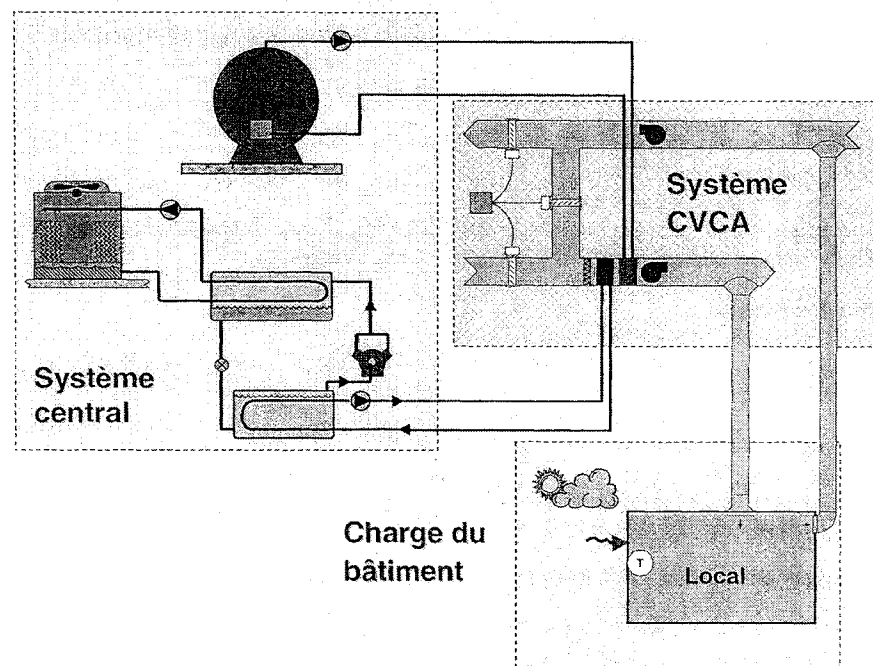 Système
CVCA
Système
central
Charge du
bâtiment
T
Local